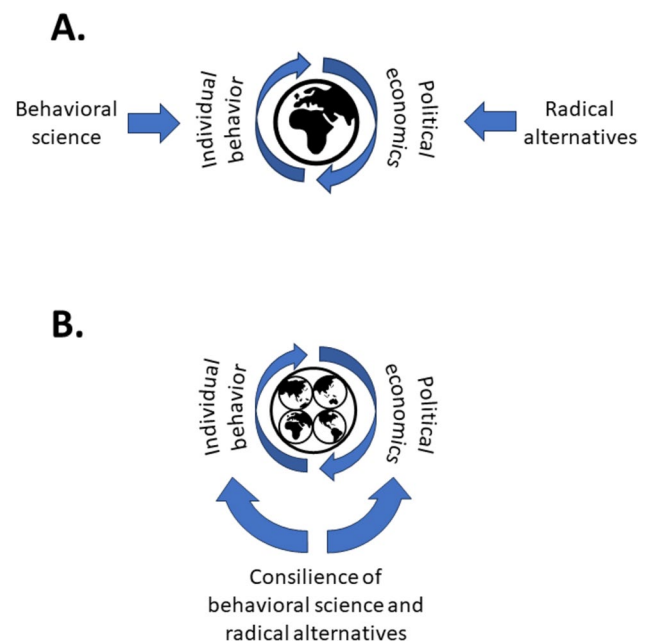 A.
Behavioral
science
Individual
behavior
Political
economics
Radical
alternatives
B.
Individual
behavior
Political
economics
Consilience of
behavioral science and
radical alternatives